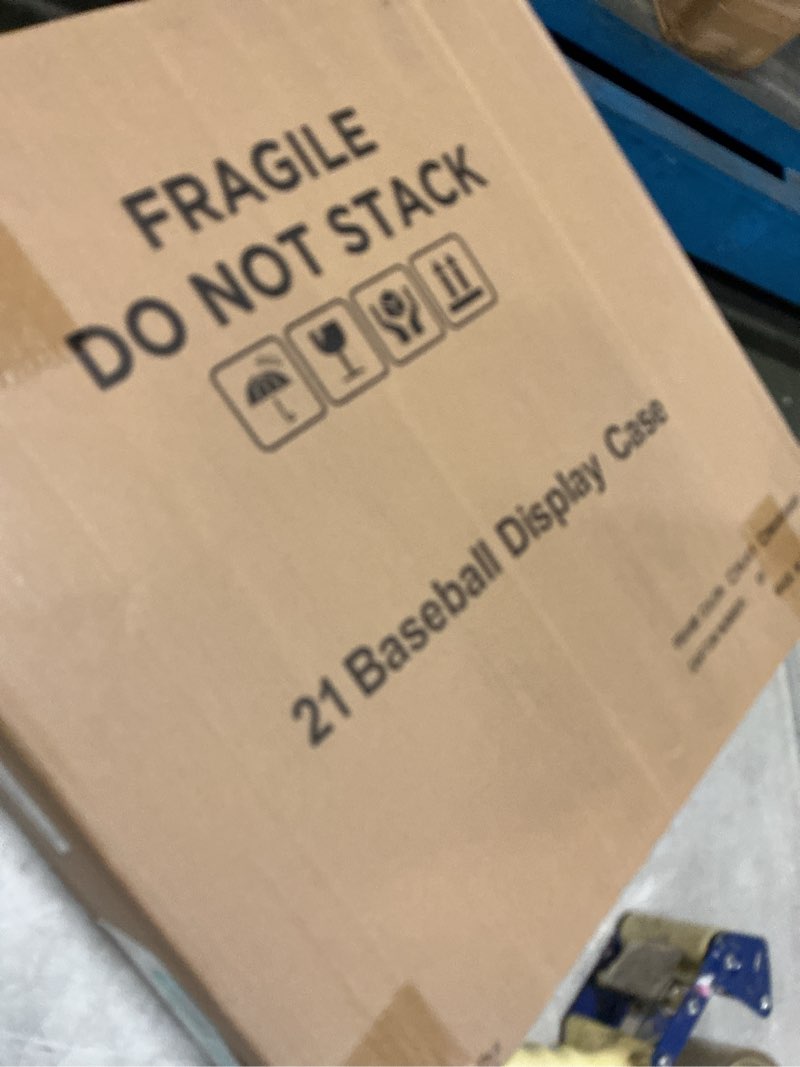 FRAGILE
DO NOT STACK
21 Baseball Display Case